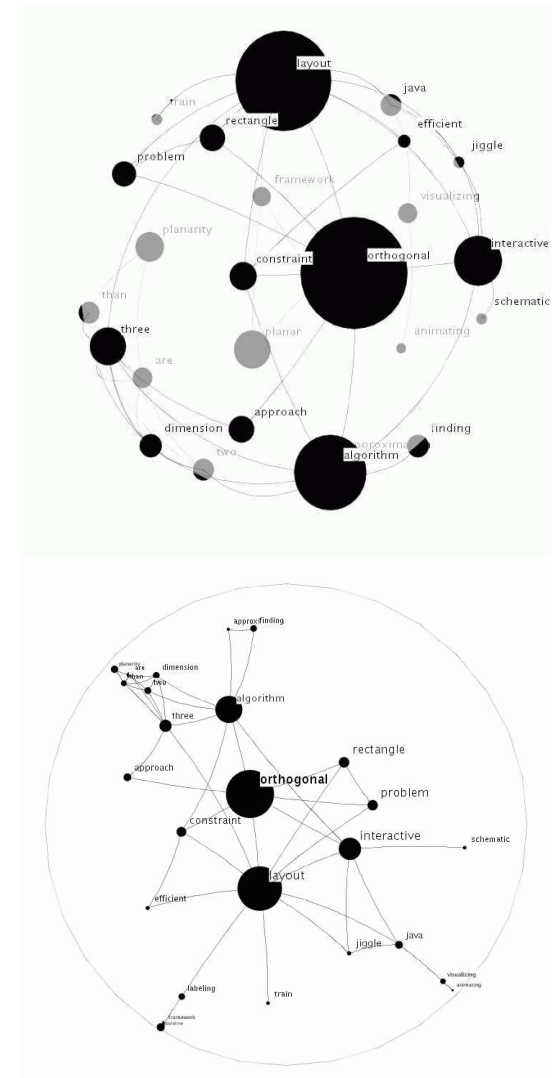 layout
java
train
rectangle
efficient
jiggle
problem
framework
visualizing
planarity
interactive
orthogonal
constraint
than
schematic
three
planar
animating
are
approach
dimension
finding
two
algorithm
approx finding
planarity
are
dimension
than
two
algorithm
three
rectangle
approach
orthogonal
problem
constraint
interactive
schematic
layout
efficient
java
jiggle
visualizing
animating
labeling
train
framework